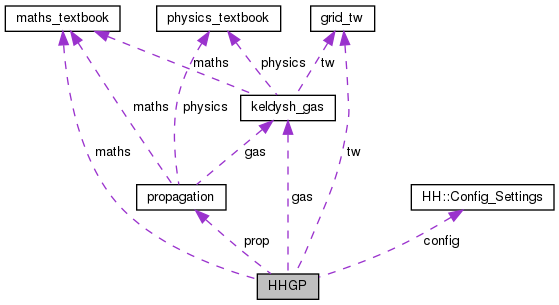 maths_textbook physics_textbook grid_tw
maths physics tw
keldysh_gas
maths physics
maths gas tw
propagation gas HH::Config_Settings
prop config
HHGP